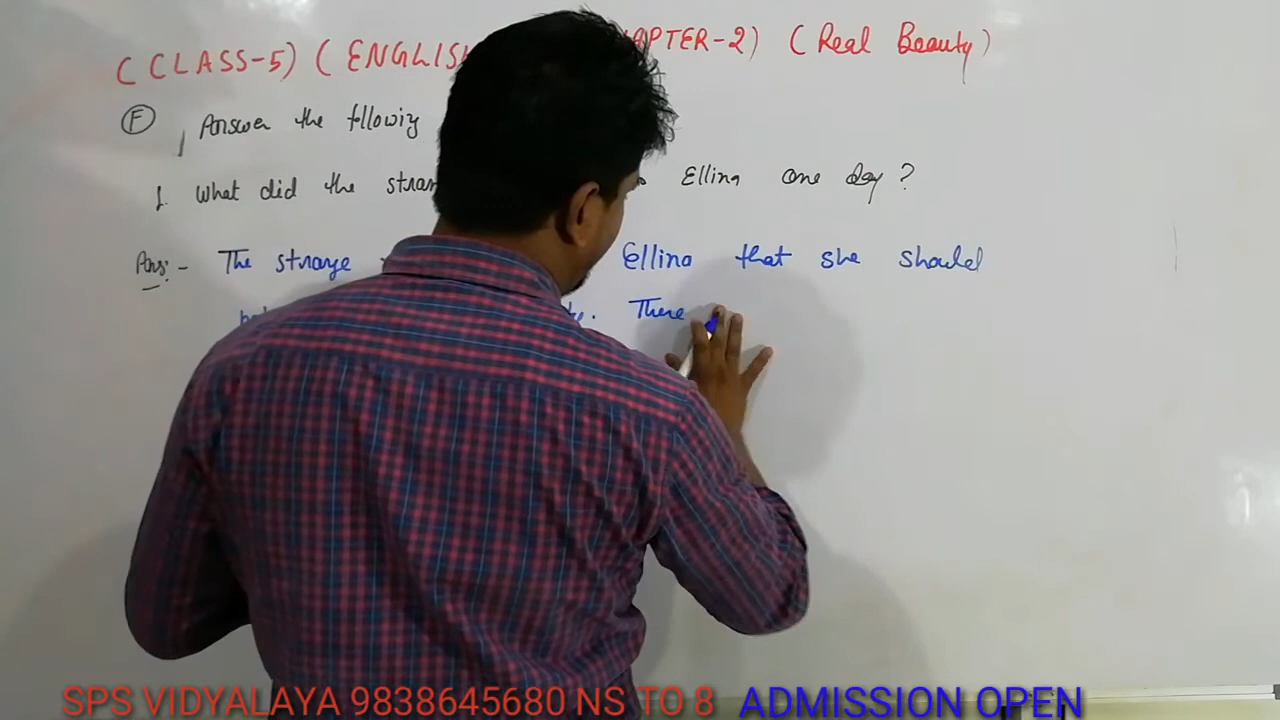 ( CLASS-5) ( ENGLISH APTER-2) ( Real Beauty )
F Answer the fllowig
1. What did the stran Ellina one day ?
Ans: - The strange Ellina that she should
There
SPS VIDYALAYA 9838645680 NS TO 8 ADMISSION OPEN